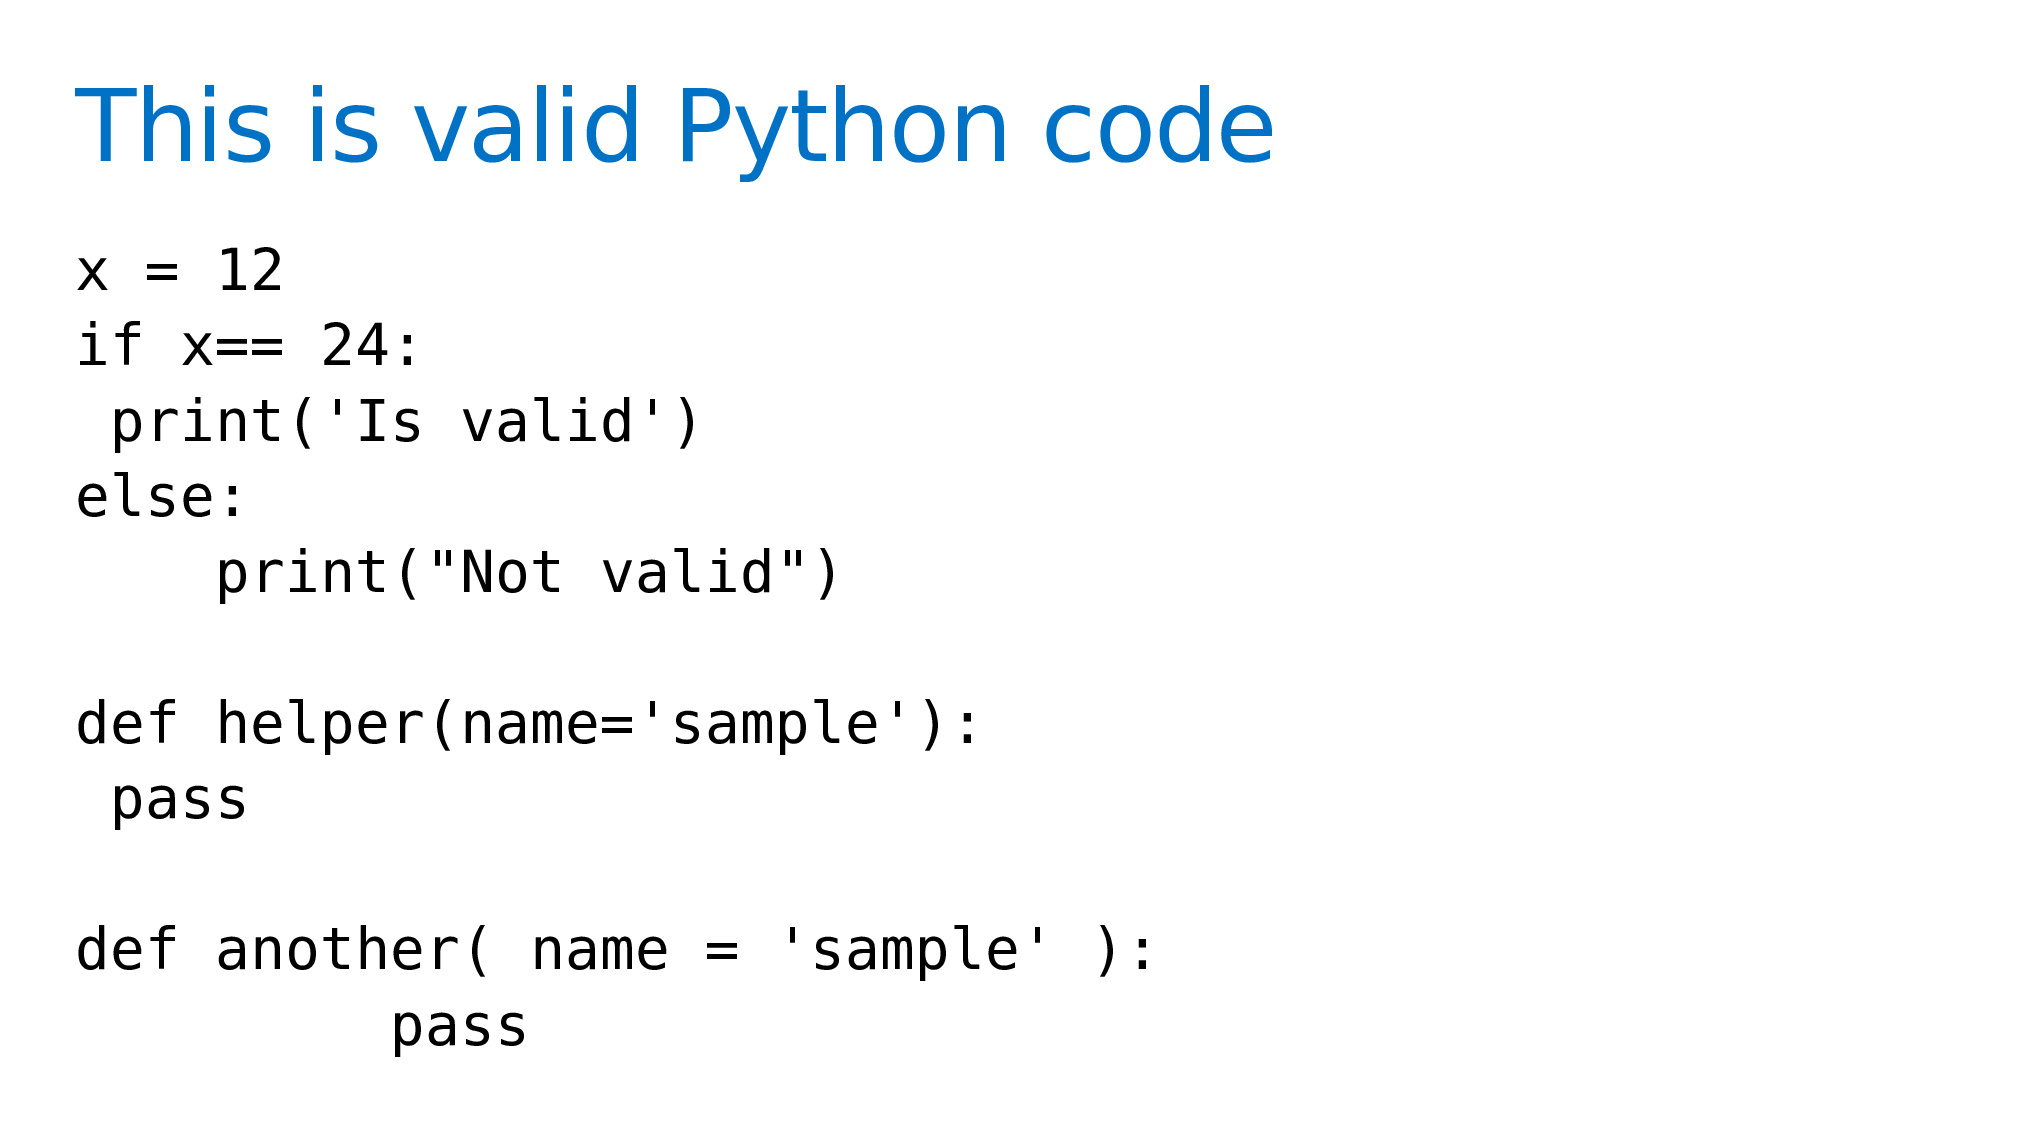 This is valid Python code
x = 12
if x== 24:
 print('Is valid')
else:
    print("Not valid")

def helper(name='sample'):
 pass

def another( name = 'sample' ):
         pass